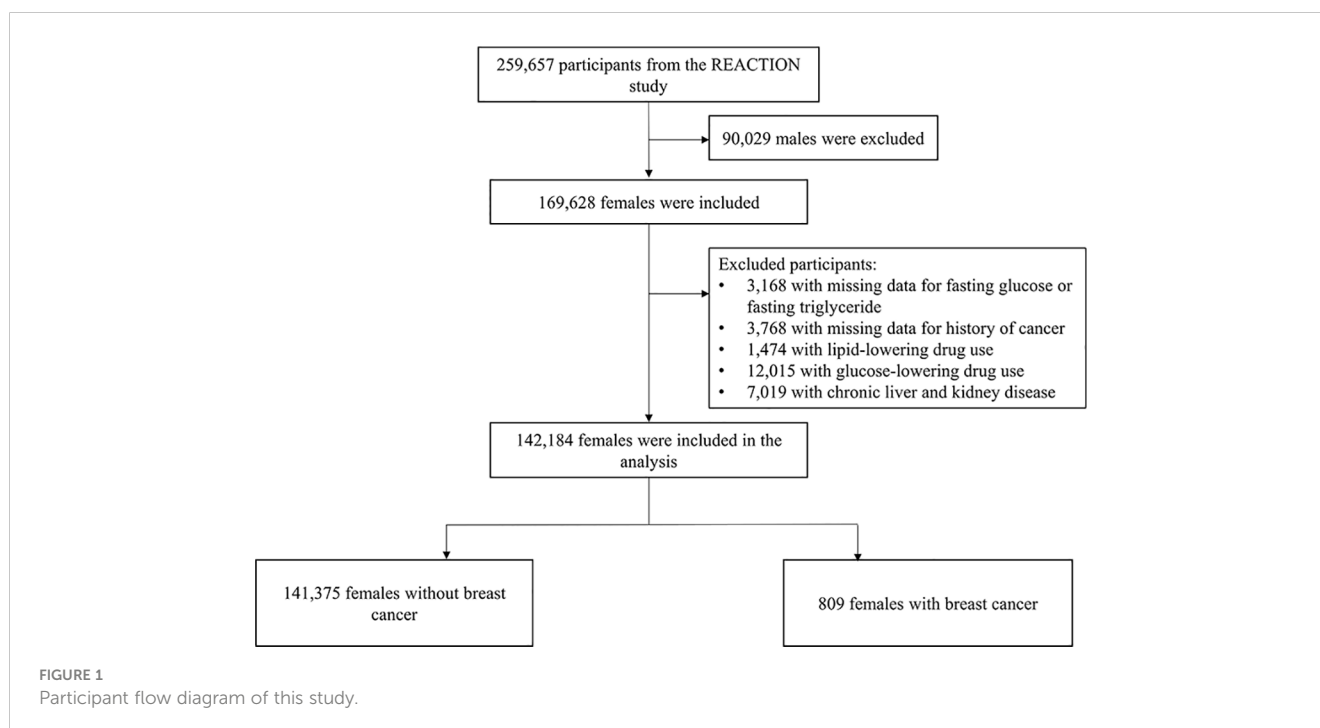 259,657 participants from the REACTION
study
90,029 males were excluded
169,628 females were included
Excluded participants:
• 3,168 with missing data for fasting glucose or
fasting triglyceride
• 3,768 with missing data for history of cancer
• 1,474 with lipid-lowering drug use
• 12,015 with glucose-lowering drug use
• 7,019 with chronic liver and kidney disease
142,184 females were included in the
analysis
141,375 females without breast
cancer
809 females with breast cancer
FIGURE 1
Participant flow diagram of this study.